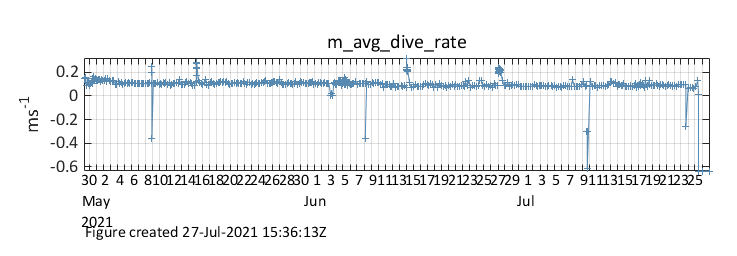 m_avg_dive_rate
0.2
0
-0.2
-0.4
-0.6
ms-1
30 2 4 6 8 10 12 14 16 18 20 22 24 26 28 30 1 3 5 7 9 11 13 15 17 19 21 23 25 27 29 1 3 5 7 9 11 13 15 17 19 21 23 25
May Jun Jul
2021
Figure created 27-Jul-2021 15:36:13Z